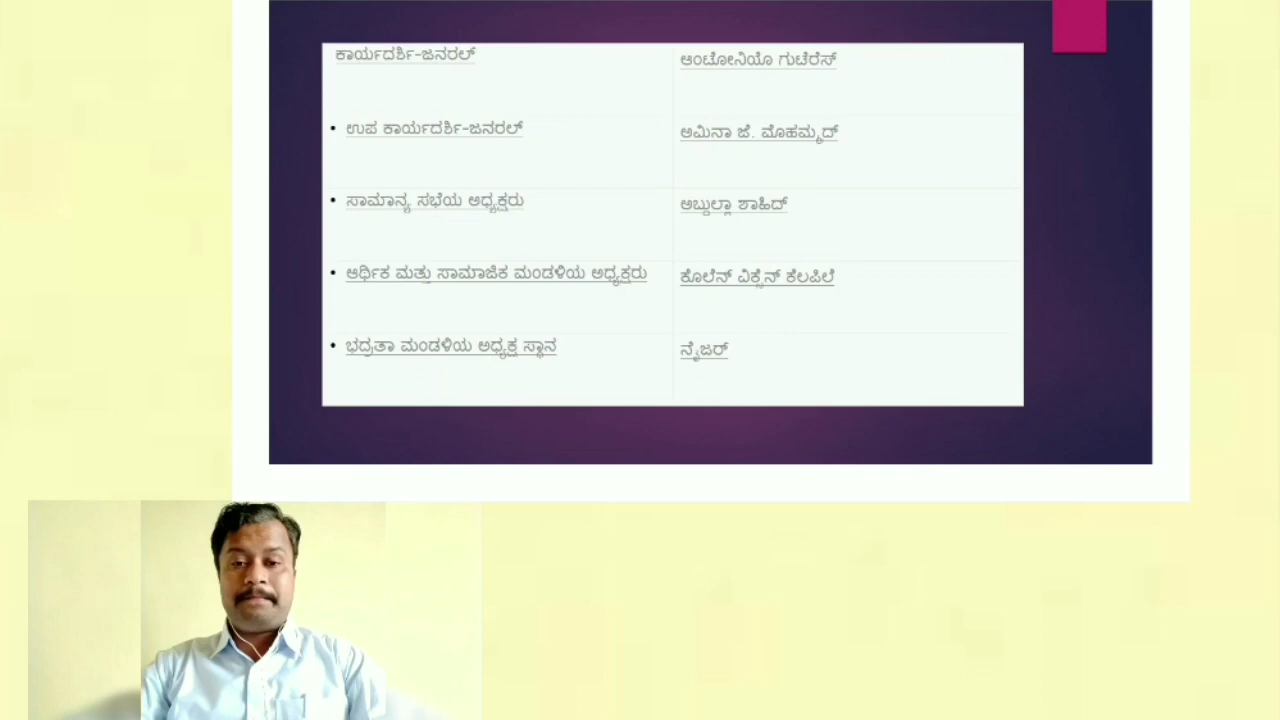 ಕಾರ್ಯದರ್ಶಿ-ಜನರಲ್
ಆಂಟೋನಿಯೊ ಗುಟೆರೆಸ್
• ಉಪ ಕಾರ್ಯದರ್ಶಿ-ಜನರಲ್
ಅಮಿನಾ ಜೆ. ಮೊಹಮ್ಮದ್
• ಸಾಮಾನ್ಯ ಸಭೆಯ ಅಧ್ಯಕ್ಷರು
ಅಬ್ದುಲ್ಲಾ ಶಾಹಿದ್
• ಆರ್ಥಿಕ ಮತ್ತು ಸಾಮಾಜಿಕ ಮಂಡಳಿಯ ಅಧ್ಯಕ್ಷರು
ಕೊಲೆನ್ ವಿಕ್ಸೆನ್ ಕೆಲಪಿಲೆ
• ಭದ್ರತಾ ಮಂಡಳಿಯ ಅಧ್ಯಕ್ಷ ಸ್ಥಾನ
ನೈಜರ್